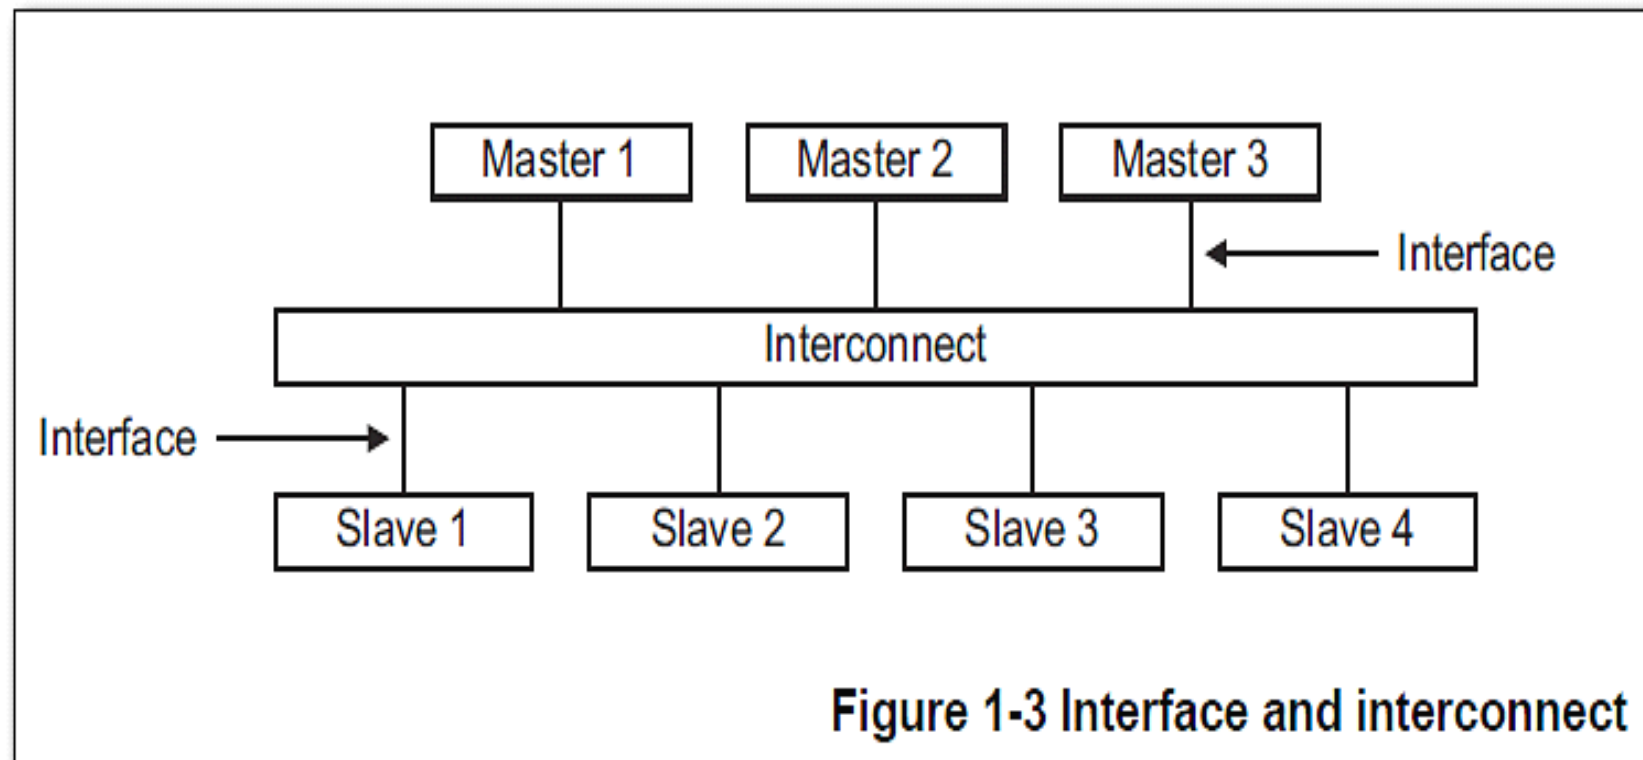 Master 1
Master 2
Master 3
Interface
Interconnect
Interface
Slave 1
Slave 2
Slave 3
Slave 4
Figure 1-3 Interface and interconnect